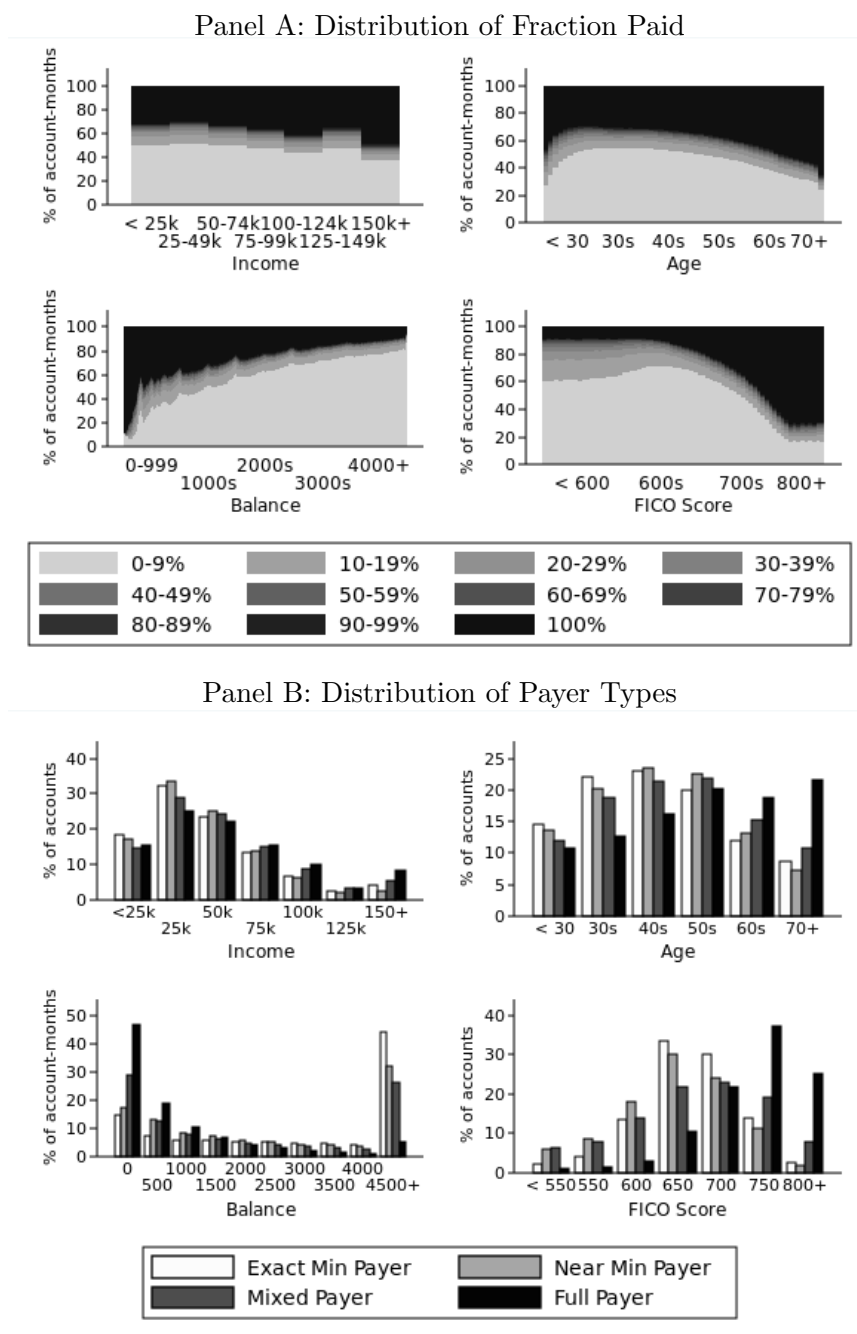 Panel A: Distribution of Fraction Paid
% of account-months
100
80
60
40
20
0
< 25k 50-74k 100-124k 150k+
25-49k 75-99k 125-149k
Income
% of account-months
100
80
60
40
20
0
< 30 30s 40s 50s 60s 70+
Age
% of account-months
100
80
60
40
20
0
0-999 2000s 4000+
1000s 3000s
Balance
% of account-months
100
80
60
40
20
0
< 600 600s 700s 800+
FICO Score
0-9% 10-19% 20-29% 30-39%
40-49% 50-59% 60-69% 70-79%
80-89% 90-99% 100%
Panel B: Distribution of Payer Types
% of accounts
40
30
20
10
0
<25k 50k 100k 150+
25k 75k 125k
Income
% of accounts
25
20
15
10
5
0
< 30 30s 40s 50s 60s 70+
Age
% of account-months
50
40
30
20
10
0
0 1000 2000 3000 4000
500 1500 2500 3500 4500+
Balance
% of accounts
40
30
20
10
0
< 550 550 600 650 700 750 800+
FICO Score
Exact Min Payer Near Min Payer
Mixed Payer Full Payer